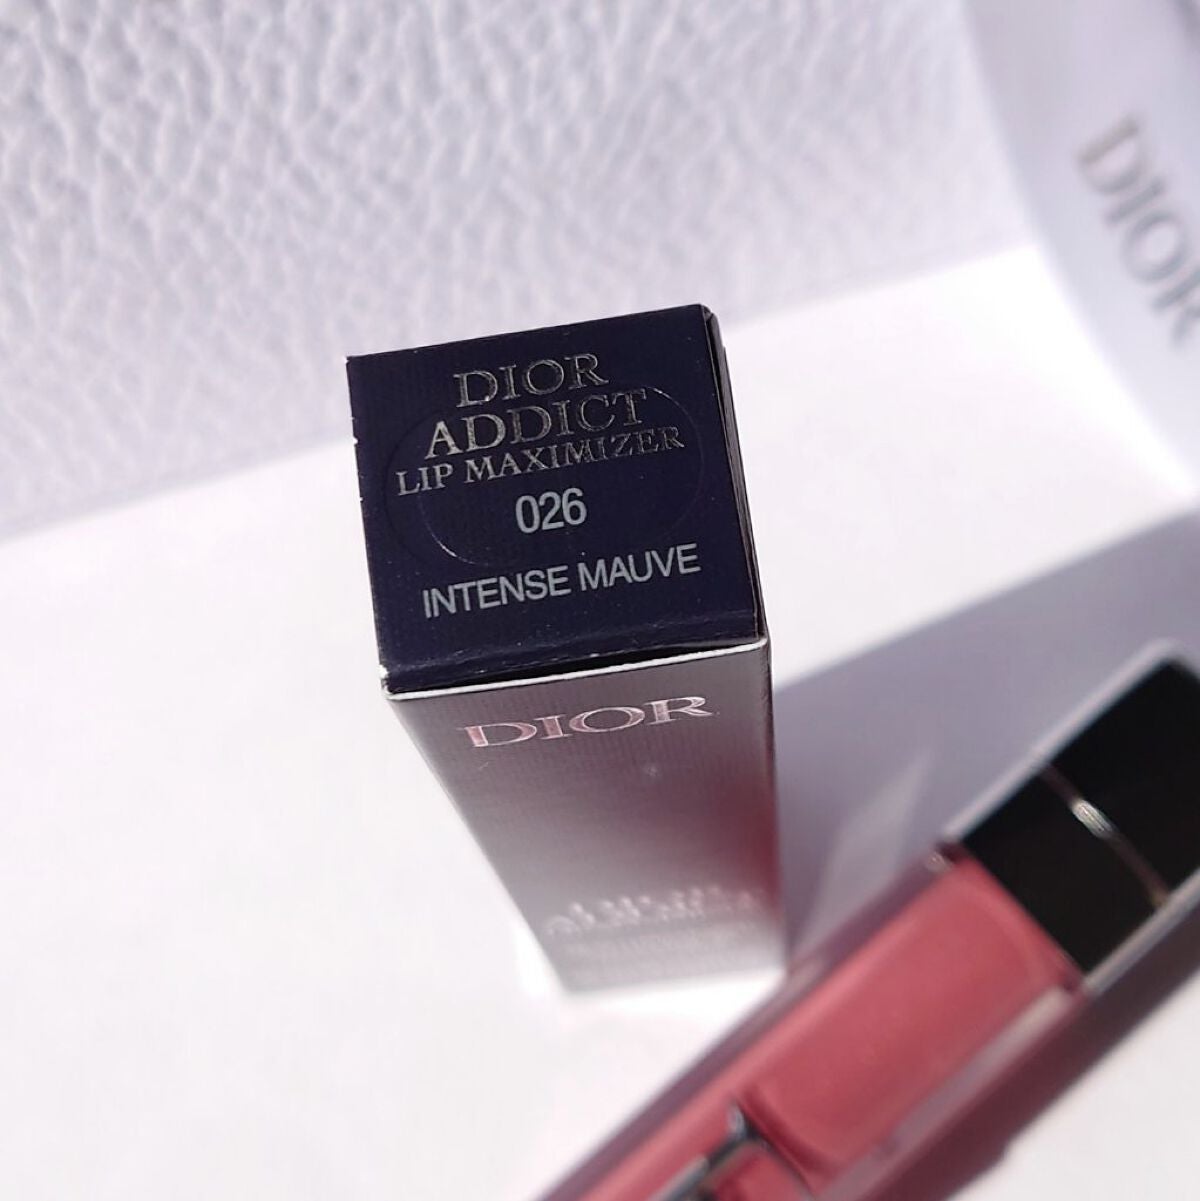 DIOR
DIOR
ADDICT
LIP MAXIMIZER
026
INTENSE MAUVE
DIOR